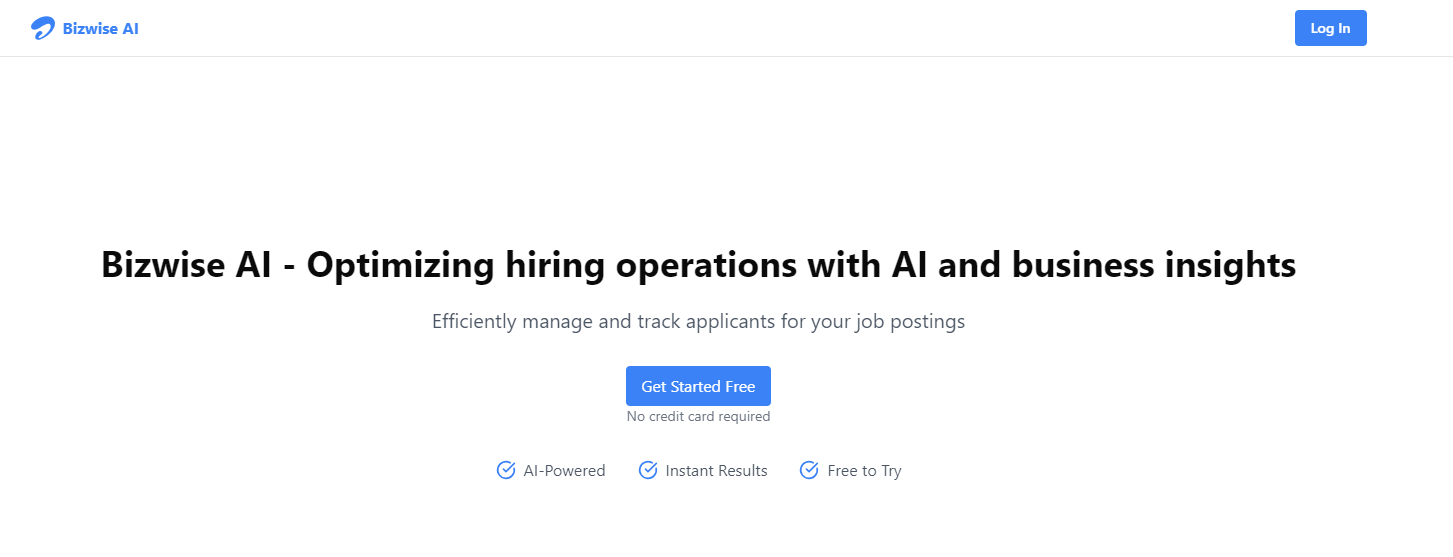 Bizwise AI
Log In
Bizwise AI - Optimizing hiring operations with AI and business insights
Efficiently manage and track applicants for your job postings
Get Started Free
No credit card required
AI-Powered
Instant Results
Free to Try